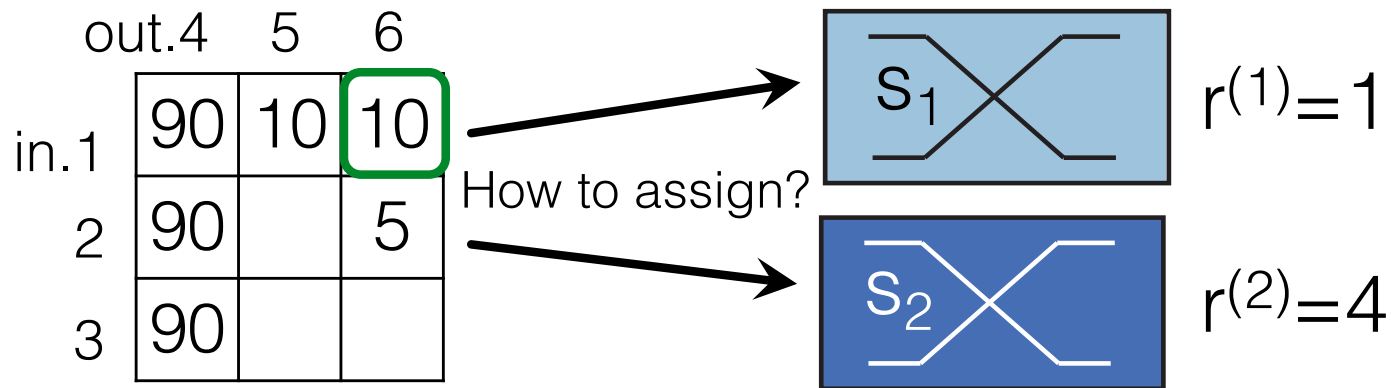 out.4 5 6
in.1 90 10 10
2 90 5
3 90
How to assign?
S₁
r⁽¹⁾=1
S₂
r⁽²⁾=4